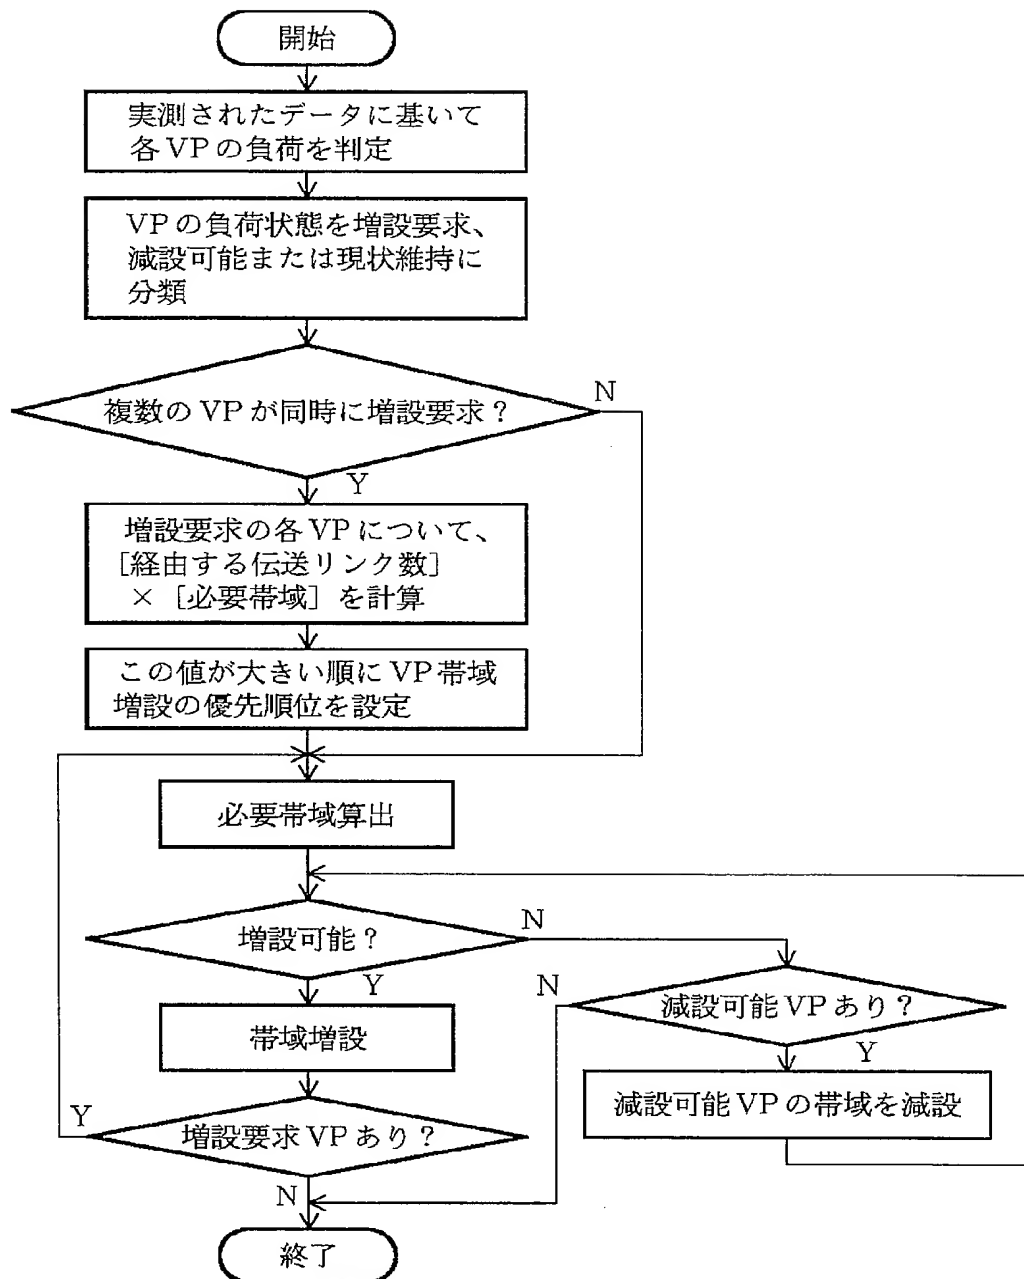 開始
実測されたデータに基いて
各VPの負荷を判定
VPの負荷状態を増設要求、
減設可能または現状維持に
分類
複数のVPが同時に増設要求？
N
Y
増設要求の各VPについて、
［経由する伝送リンク数］
×［必要帯域］を計算
この値が大きい順にVP帯域
増設の優先順位を設定
必要帯域算出
増設可能？
N
Y
減設可能VPあり？
N
Y
帯域増設
減設可能VPの帯域を減設
増設要求VPあり？
Y
N
終了